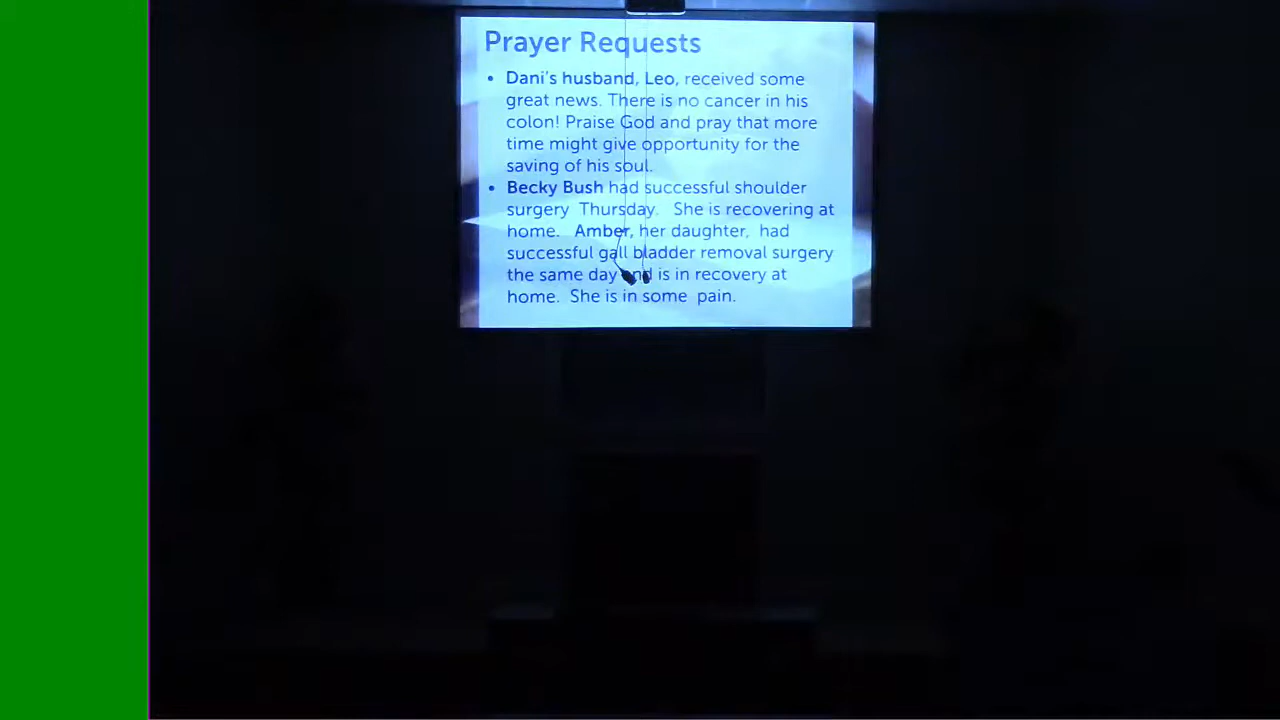 Prayer Requests
• Dani's husband, Leo, received some
great news. There is no cancer in his
colon! Praise God and pray that more
time might give opportunity for the
saving of his soul.
• Becky Bush had successful shoulder
surgery Thursday. She is recovering at
home. Amber, her daughter, had
successful gall bladder removal surgery
the same day and is in recovery at
home. She is in some pain.